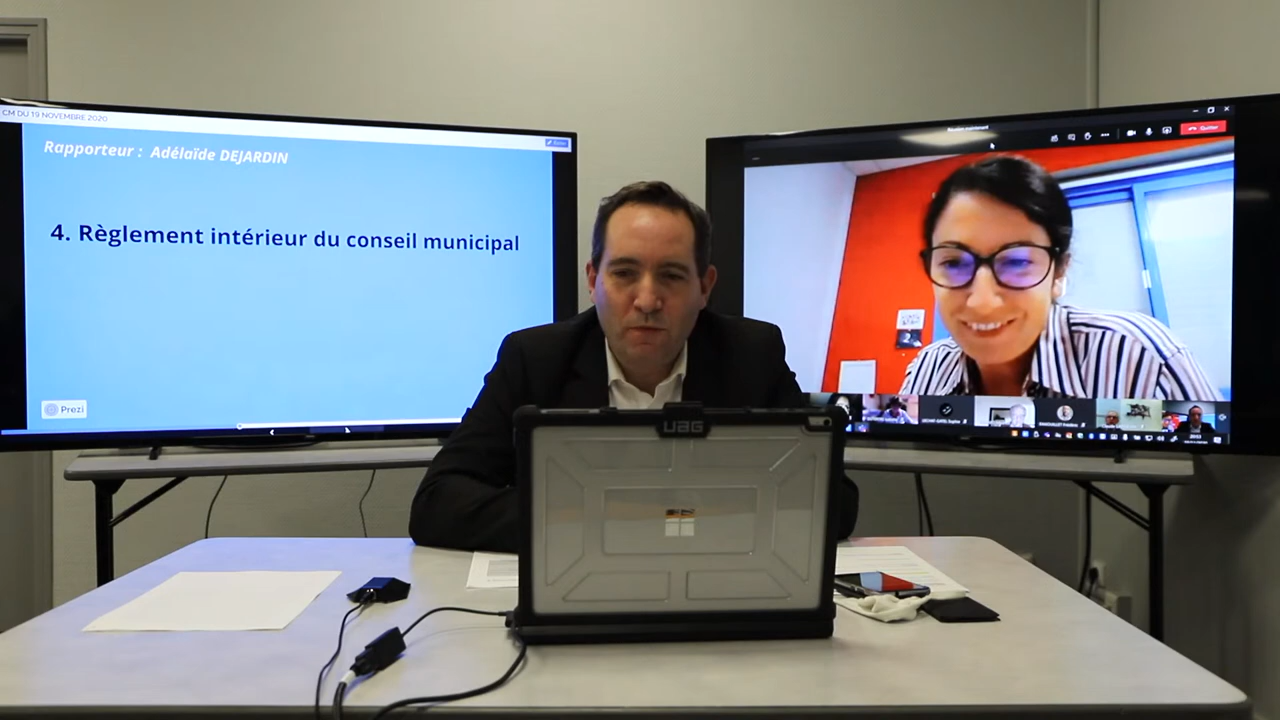 CM DU 19 NOVEMBRE 2020
Rapporteur : Adélaïde DEJARDIN
4. Règlement intérieur du conseil municipal
Prezi
Quitter
UAG